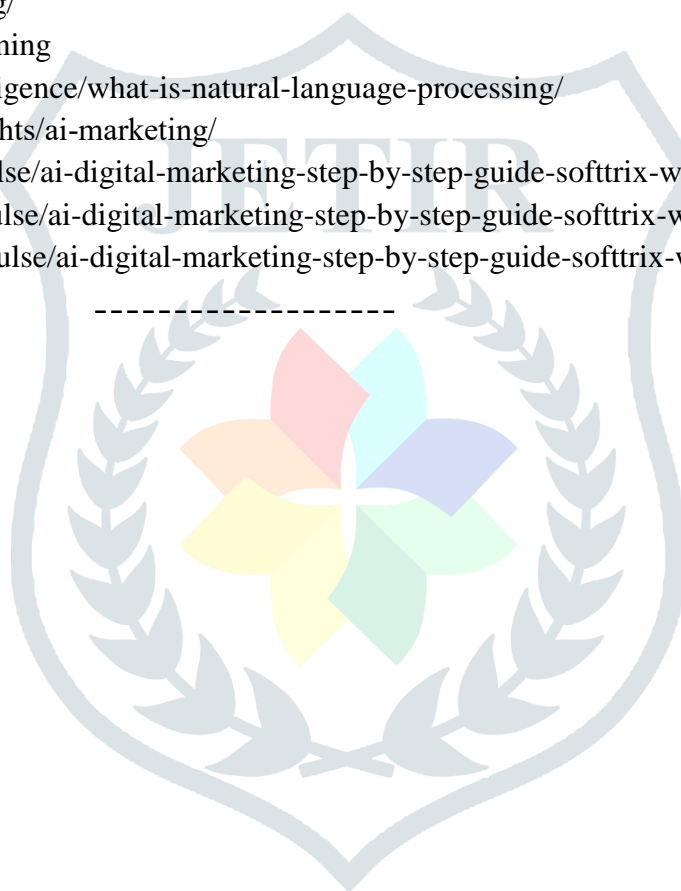 g/
ning
igence/what-is-natural-language-processing/
hts/ai-marketing/
lse/ai-digital-marketing-step-by-step-guide-softtrix-w
ulse/ai-digital-marketing-step-by-step-guide-softtrix-w
ulse/ai-digital-marketing-step-by-step-guide-softtrix-w
-------------------
JETIR